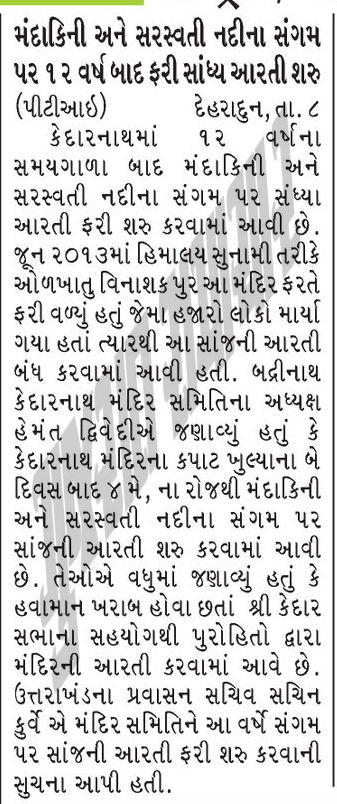 મંદાકિની અને સરસ્વતી નદીના સંગમ
પર ૧૨ વર્ષ બાદ ફરી સાંધ્ય આરતી શરુ
(પીટીઆઇ) દેહરાદુન, તા. ૮
કેદારનાથમાં ૧૨ વર્ષના
સમયગાળા બાદ મંદાકિની અને
સરસ્વતી નદીના સંગમ પર સંધ્યા
આરતી ફરી શરુ કરવામાં આવી છે.
જૂન ૨૦૧૩માં હિમાલય સુનામી તરીકે
ઓળખાતુ વિનાશક પુર આ મંદિર ફરતે
ફરી વળ્યું હતું જેમા હજારો લોકો માર્યા
ગયા હતાં ત્યારથી આ સાંજની આરતી
બંધ કરવામાં આવી હતી. બદ્રીનાથ
કેદારનાથ મંદિર સમિતિના અધ્યક્ષ
હેમંત દ્વિવેદીએ જણાવ્યું હતું કે
કેદારનાથ મંદિરના કપાટ ખુલ્યાના બે
દિવસ બાદ ૪ મે, ના રોજથી મંદાકિની
અને સરસ્વતી નદીના સંગમ પર
સાંજની આરતી શરુ કરવામાં આવી
છે. તેઓએ વધુમાં જણાવ્યું હતું કે
હવામાન ખરાબ હોવા છતાં શ્રી કેદાર
સભાના સહયોગથી પુરોહિતો દ્વારા
મંદિરની આરતી કરવામાં આવે છે.
ઉત્તરાખંડના પ્રવાસન સચિવ સચિન
કુર્વે એ મંદિર સમિતિને આ વર્ષે સંગમ
પર સાંજની આરતી ફરી શરુ કરવાની
સુચના આપી હતી.